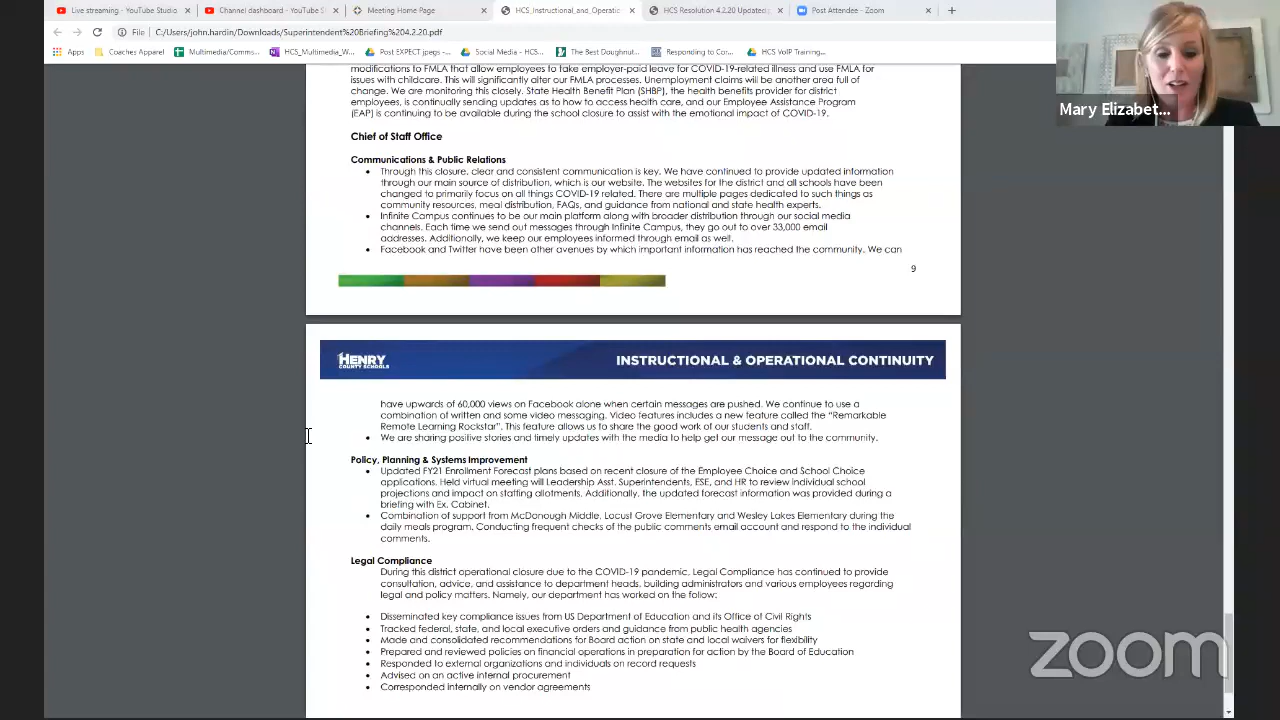 Live streaming - YouTube Studio
Channel dashboard - YouTube S
Meeting Home Page
HCS_Instructional_and_Operatio
HCS Resolution 4.2.20 Updated
Post Attendee - Zoom
File
C:/Users/john.hardin/Downloads/Superintendent%20Briefing%204.2.20.pdf
Apps
Coaches Apparel
Multimedia/Comms...
HCS_Multimedia_W...
Post EXPECT jpegs -...
Social Media - HCS...
The Best Doughnut...
Responding to Cor...
HCS VoIP Training...
Mary Elizabet...
modifications to FMLA that allow employees to take employer-paid leave for COVID-19-related illness and use FMLA for
issues with childcare. This will significantly alter our FMLA processes. Unemployment claims will be another area full of
change. We are monitoring this closely. State Health Benefit Plan (SHBP), the health benefits provider for district
employees, is continually sending updates as to how to access health care, and our Employee Assistance Program
(EAP) is continuing to be available during the school closure to assist with the emotional impact of COVID-19.
Chief of Staff Office
Communications & Public Relations
• Through this closure, clear and consistent communication is key. We have continued to provide updated information
through our main source of distribution, which is our website. The websites for the district and all schools have been
changed to primarily focus on all things COVID-19 related. There are multiple pages dedicated to such things as
community resources, meal distribution, FAQs, and guidance from national and state health experts.
• Infinite Campus continues to be our main platform along with broader distribution through our social media
channels. Each time we send out messages through Infinite Campus, they go out to over 33,000 email
addresses. Additionally, we keep our employees informed through email as well.
• Facebook and Twitter have been other avenues by which important information has reached the community. We can
9
HENRY
COUNTY SCHOOLS
INSTRUCTIONAL & OPERATIONAL CONTINUITY
have upwards of 60,000 views on Facebook alone when certain messages are pushed. We continue to use a
combination of written and some video messaging. Video features includes a new feature called the “Remarkable
Remote Learning Rockstar”. This feature allows us to share the good work of our students and staff.
• We are sharing positive stories and timely updates with the media to help get our message out to the community.
Policy, Planning & Systems Improvement
• Updated FY21 Enrollment Forecast plans based on recent closure of the Employee Choice and School Choice
applications. Held virtual meeting will Leadership Asst. Superintendents, ESE, and HR to review individual school
projections and impact on staffing allotments. Additionally, the updated forecast information was provided during a
briefing with Ex. Cabinet.
• Combination of support from McDonough Middle, Locust Grove Elementary and Wesley Lakes Elementary during the
daily meals program. Conducting frequent checks of the public comments email account and respond to the individual
comments.
Legal Compliance
During this district operational closure due to the COVID-19 pandemic, Legal Compliance has continued to provide
consultation, advice, and assistance to department heads, building administrators and various employees regarding
legal and policy matters. Namely, our department has worked on the follow:
• Disseminated key compliance issues from US Department of Education and its Office of Civil Rights
• Tracked federal, state, and local executive orders and guidance from public health agencies
• Made and consolidated recommendations for Board action on state and local waivers for flexibility
• Prepared and reviewed policies on financial operations in preparation for action by the Board of Education
• Responded to external organizations and individuals on record requests
• Advised on an active internal procurement
• Corresponded internally on vendor agreements
zoom